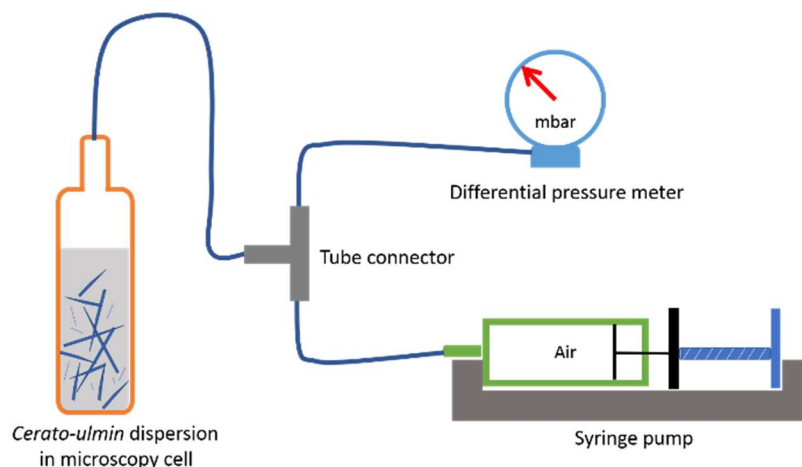 mbar
Differential pressure meter
Tube connector
Air
Cerato-ulmin dispersion
in microscopy cell
Syringe pump